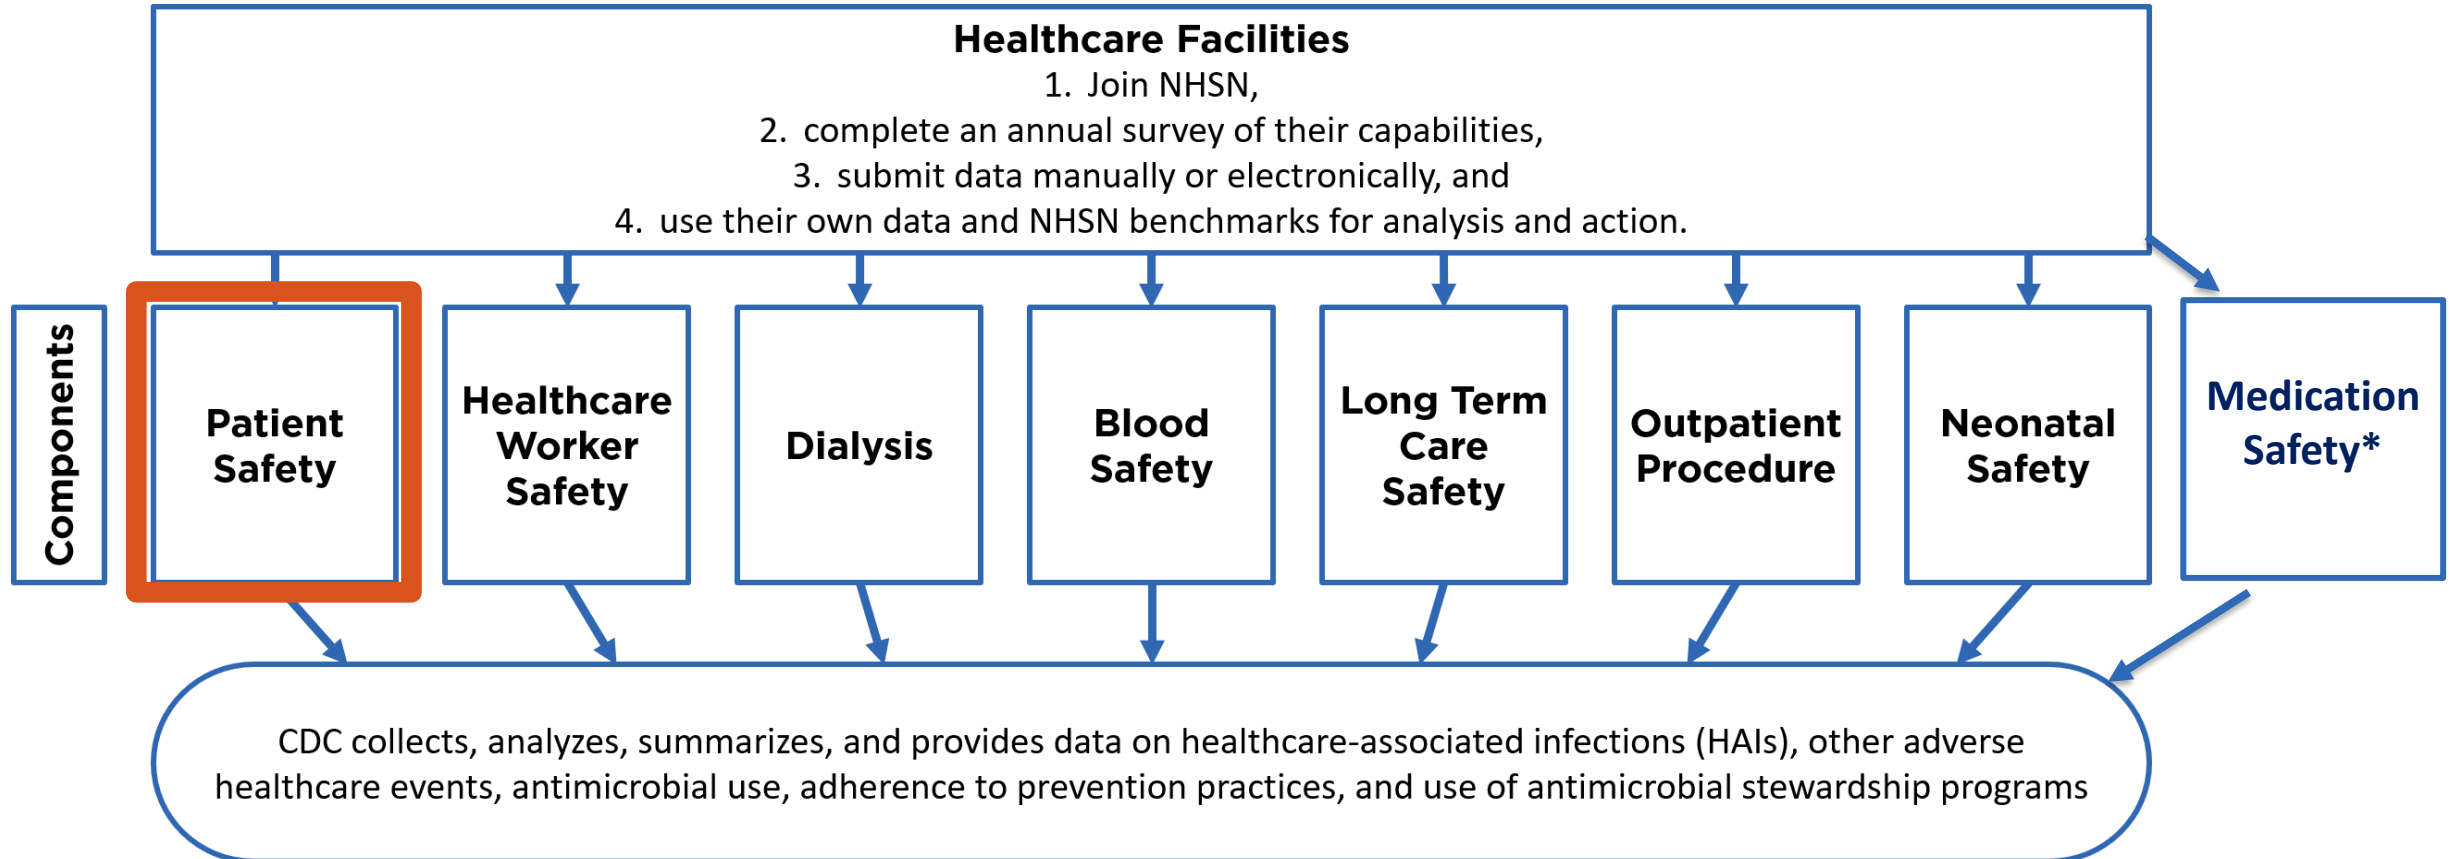 Healthcare Facilities
1. Join NHSN,
2. complete an annual survey of their capabilities,
3. submit data manually or electronically, and
4. use their own data and NHSN benchmarks for analysis and action.
Components
Patient
Safety
Healthcare
Worker
Safety
Dialysis
Blood
Safety
Long Term
Care
Safety
Outpatient
Procedure
Neonatal
Safety
Medication
Safety*
CDC collects, analyzes, summarizes, and provides data on healthcare-associated infections (HAIs), other adverse
healthcare events, antimicrobial use, adherence to prevention practices, and use of antimicrobial stewardship programs